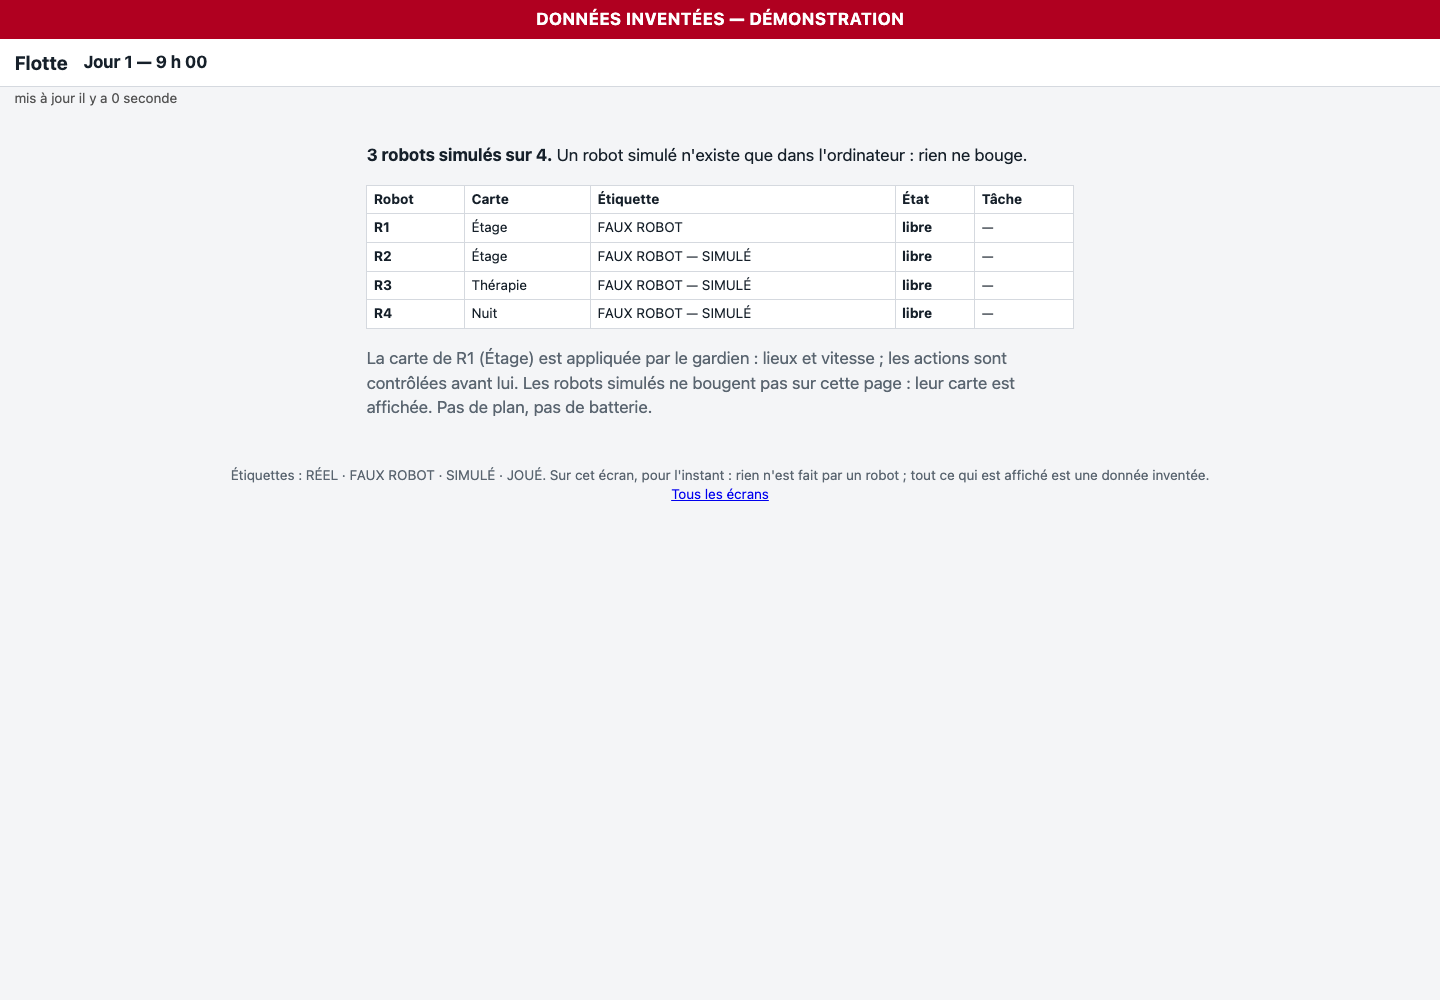 DONNÉES INVENTÉES — DÉMONSTRATION
Flotte Jour 1 — 9 h 00
mis à jour il y a 0 seconde
3 robots simulés sur 4. Un robot simulé n'existe que dans l'ordinateur : rien ne bouge.
Robot Carte Étiquette État Tâche
R1 Étage FAUX ROBOT libre —
R2 Étage FAUX ROBOT — SIMULÉ libre —
R3 Thérapie FAUX ROBOT — SIMULÉ libre —
R4 Nuit FAUX ROBOT — SIMULÉ libre —
La carte de R1 (Étage) est appliquée par le gardien : lieux et vitesse ; les actions sont
contrôlées avant lui. Les robots simulés ne bougent pas sur cette page : leur carte est
affichée. Pas de plan, pas de batterie.
Étiquettes : RÉEL · FAUX ROBOT · SIMULÉ · JOUÉ. Sur cet écran, pour l'instant : rien n'est fait par un robot ; tout ce qui est affiché est une donnée inventée.
Tous les écrans